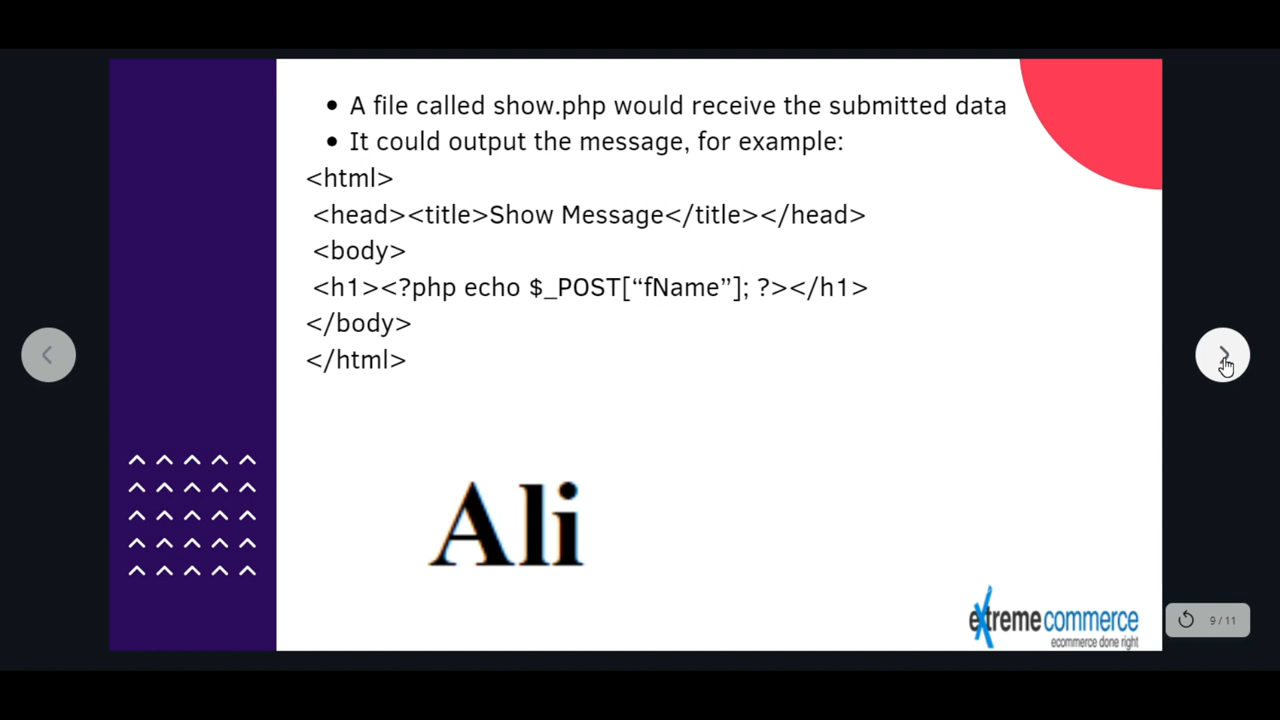 • A file called show.php would receive the submitted data
• It could output the message, for example:
<html>
<head><title>Show Message</title></head>
<body>
<h1><?php echo $_POST[“fName”]; ?></h1>
</body>
</html>
Ali
extreme commerce
ecommerce done right
9 / 11